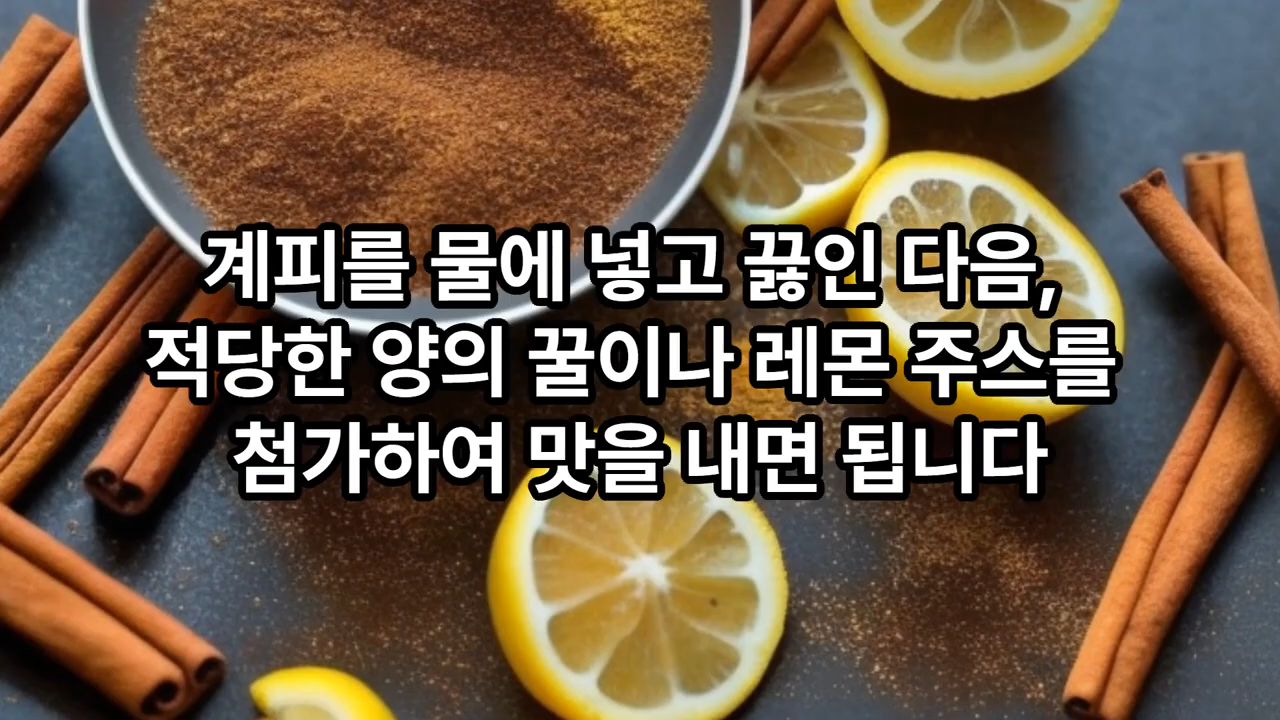 계피를 물에 넣고 끓인 다음,
적당한 양의 꿀이나 레몬 주스를
첨가하여 맛을 내면 됩니다